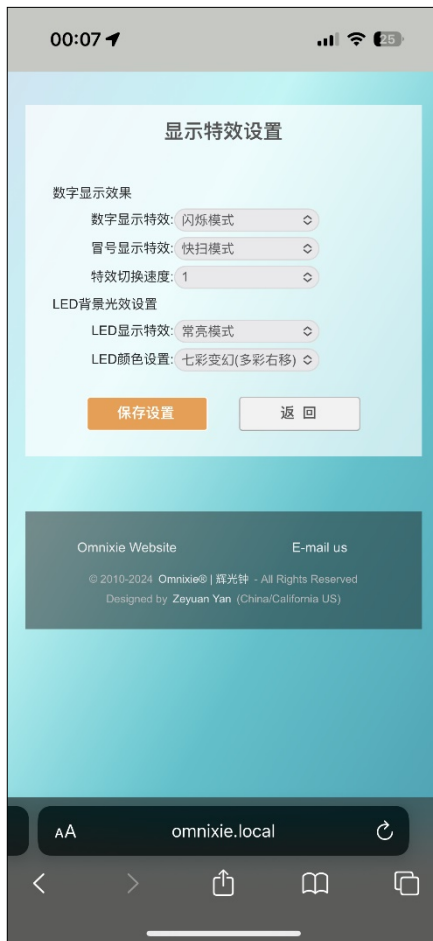 00:07
25
显示特效设置
数字显示效果
数字显示特效: 闪烁模式
冒号显示特效: 快扫模式
特效切换速度: 1
LED背景光效设置
LED显示特效: 常亮模式
LED颜色设置: 七彩变幻(多彩右移)
保存设置 返 回
Omnixie Website E-mail us
© 2010-2024 Omnixie® | 辉光钟 - All Rights Reserved
Designed by Zeyuan Yan (China/California US)
AA omnixie.local